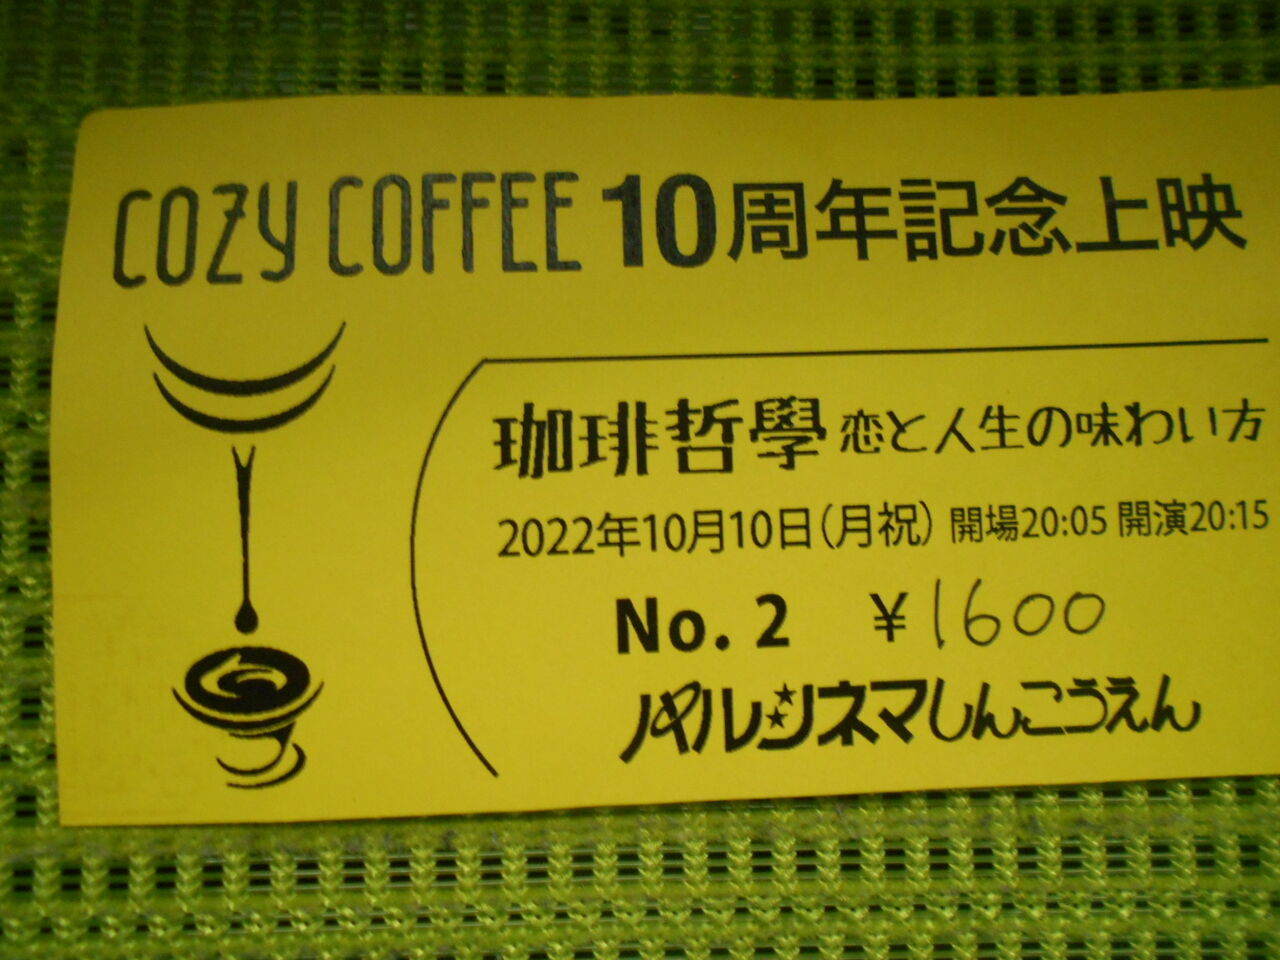 COZY COFFEE 10周年記念上映
珈琲哲學 恋と人生の味わい方
2022年10月10日(月祝) 開場20:05 開演20:15
No. 2 ¥1600
パルシネマしんこうえん